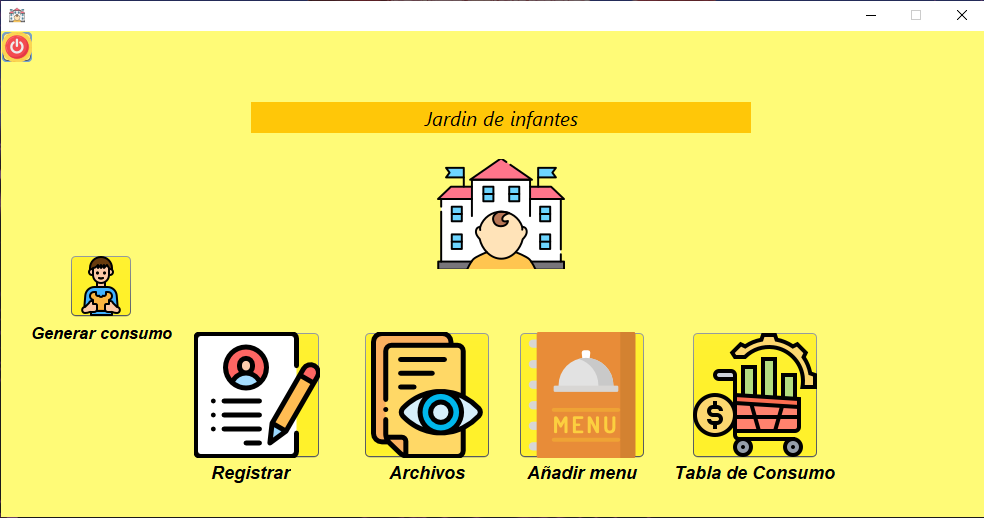 Jardin de infantes
Generar consumo
$
MENU
Registrar
Archivos
Añadir menu
Tabla de Consumo